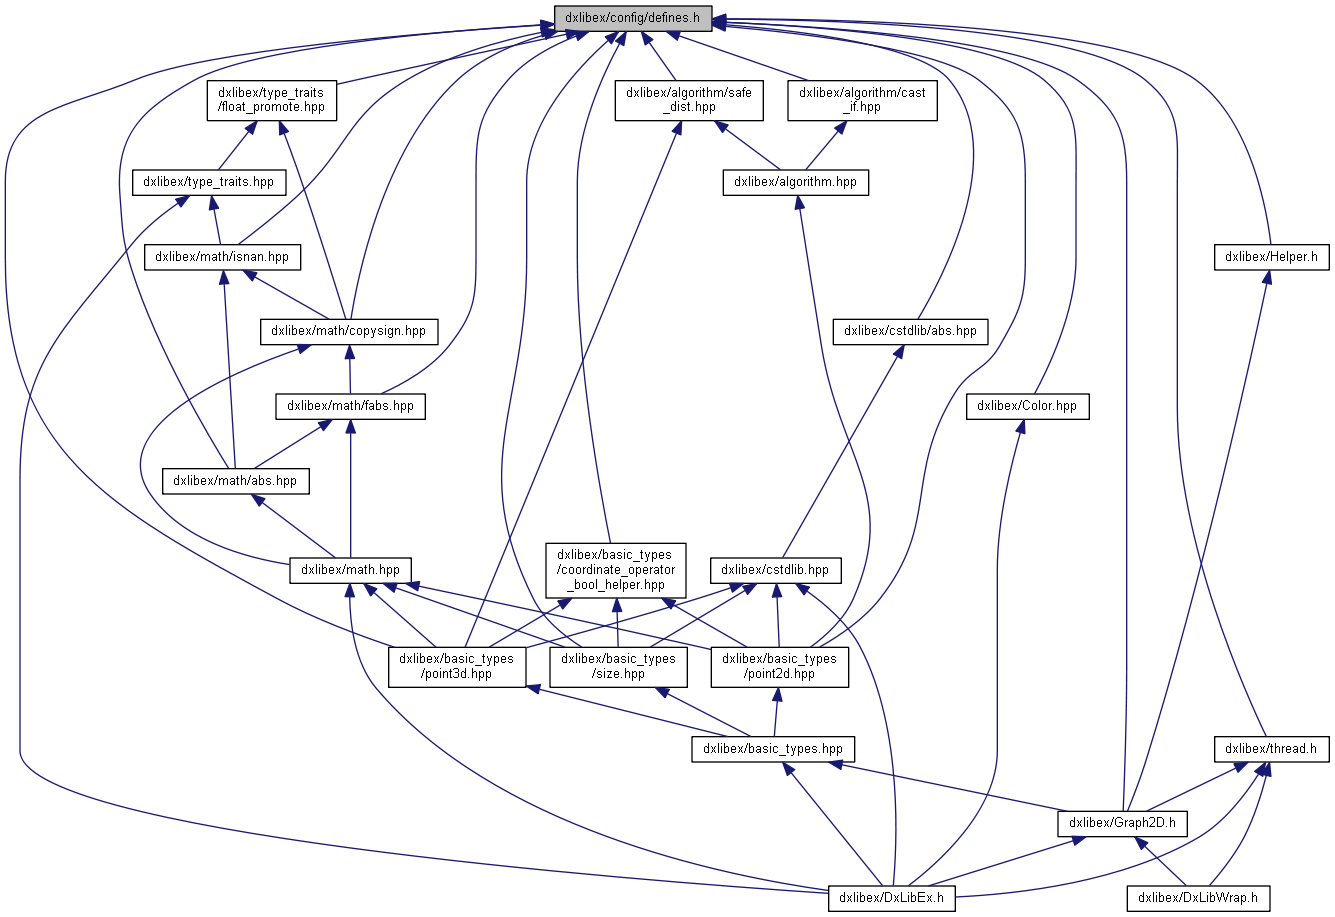 dxlibex/config/defines.h
dxlibex/type_traits
/float_promote.hpp
dxlibex/algorithm/safe
_dist.hpp
dxlibex/algorithm/cast
_if.hpp
dxlibex/type_traits.hpp
dxlibex/algorithm.hpp
dxlibex/math/isnan.hpp
dxlibex/Helper.h
dxlibex/math/copysign.hpp
dxlibex/cstdlib/abs.hpp
dxlibex/math/fabs.hpp
dxlibex/Color.hpp
dxlibex/math/abs.hpp
dxlibex/math.hpp
dxlibex/basic_types
/coordinate_operator
_bool_helper.hpp
dxlibex/cstdlib.hpp
dxlibex/basic_types
/point3d.hpp
dxlibex/basic_types
/size.hpp
dxlibex/basic_types
/point2d.hpp
dxlibex/basic_types.hpp
dxlibex/thread.h
dxlibex/Graph2D.h
dxlibex/DxLibEx.h
dxlibex/DxLibWrap.h